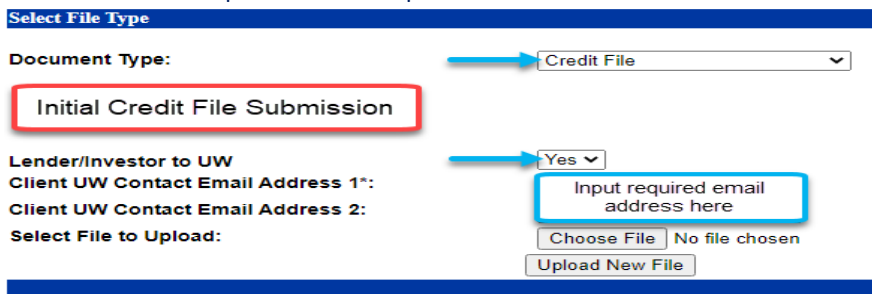 Select File Type
Document Type:
Credit File
Initial Credit File Submission
Lender/Investor to UW
Yes
Client UW Contact Email Address 1*:
Input required email
address here
Client UW Contact Email Address 2:
Select File to Upload:
Choose File No file chosen
Upload New File